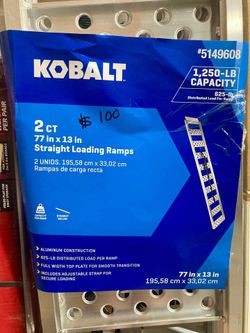 #5149608
KOBALT
1,250-LB
CAPACITY
625-lb
Distributed Load Per Ramp
2 CT
$100
77 in x 13 in
Straight Loading Ramps
2 UNIDS. 195,58 cm x 33,02 cm
Rampas de carga recta
• ALUMINUM CONSTRUCTION
• 625-LB DISTRIBUTED LOAD PER RAMP
• FULL WIDTH TOP PLATE FOR SMOOTH TRANSITION
• INCLUDES ADJUSTABLE STRAP FOR
SECURE LOADING
77 in x 13 in
195,58 cm x 33,02 cm
PER PAIR